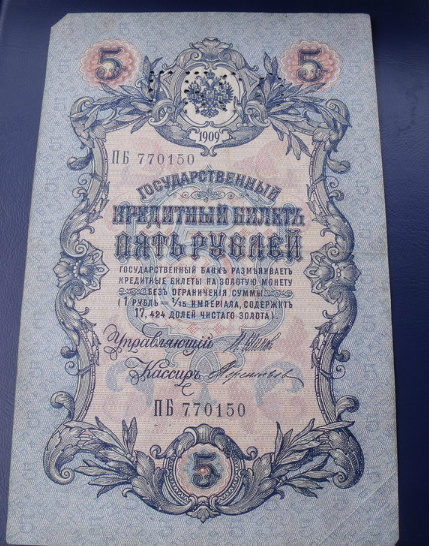 5 5
1909
ПБ 770150
ГОСУДАРСТВЕННЫЙ
КРЕДИТНЫЙ БИЛЕТЪ
ПЯТЬ РУБЛЕЙ
ГОСУДАРСТВЕННЫЙ БАНКЪ РАЗМѢНИВАЕТЪ
КРЕДИТНЫЕ БИЛЕТЫ НА ЗОЛОТУЮ МОНЕТУ
БЕЗЪ ОГРАНИЧЕНІЯ СУММЫ
(1 РУБЛЬ = 1/15 ИМПЕРІАЛА, СОДЕРЖИТЪ
17,424 ДОЛЕЙ ЧИСТАГО ЗОЛОТА).
Управляющій
Кассиръ
ПБ 770150
5